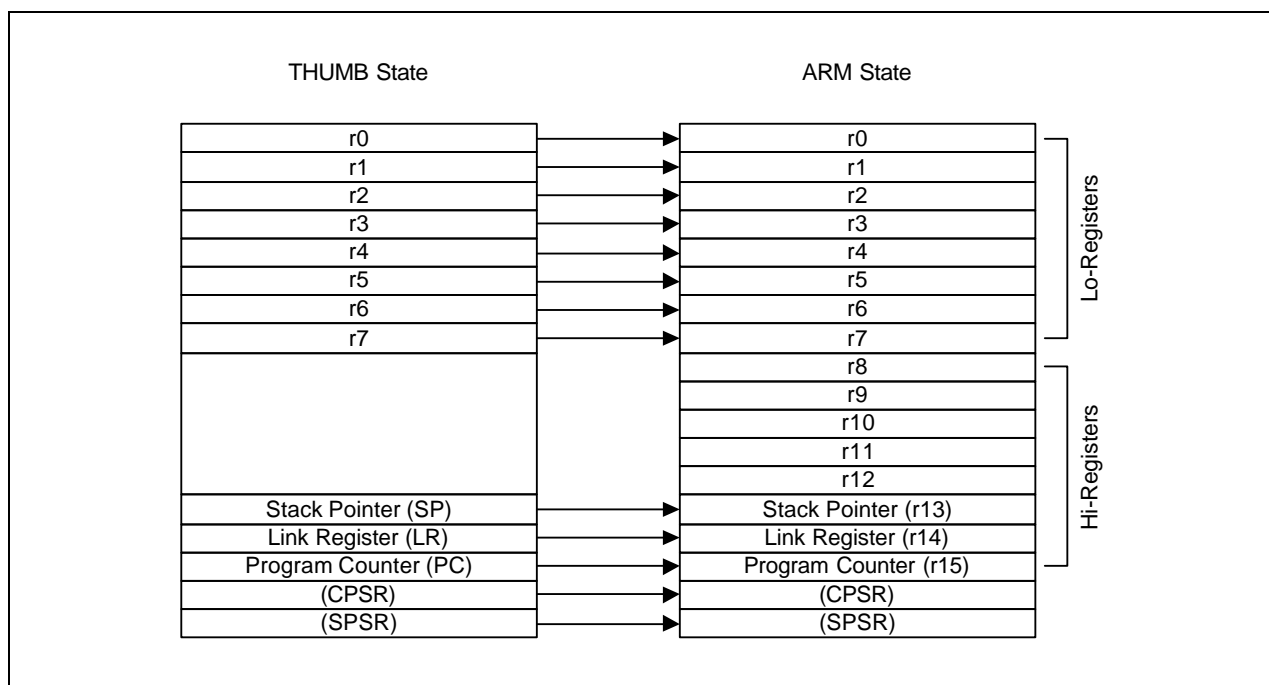 THUMB State
ARM State
r0
r0
r1
r1
r2
r2
r3
r3
r4
r4
r5
r5
r6
r6
r7
r7
r8
r9
r10
r11
r12
Stack Pointer (SP)
Stack Pointer (r13)
Link Register (LR)
Link Register (r14)
Program Counter (PC)
Program Counter (r15)
(CPSR)
(CPSR)
(SPSR)
(SPSR)
Lo-Registers
Hi-Registers